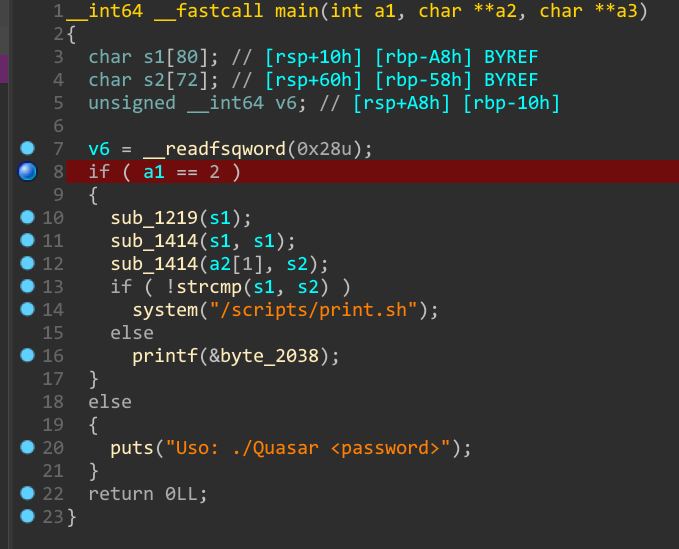 1 __int64 __fastcall main(int a1, char **a2, char **a3)
2 {
3   char s1[80]; // [rsp+10h] [rbp-A8h] BYREF
4   char s2[72]; // [rsp+60h] [rbp-58h] BYREF
5   unsigned __int64 v6; // [rsp+A8h] [rbp-10h]
6
7   v6 = __readfsqword(0x28u);
8   if ( a1 == 2 )
9   {
10     sub_1219(s1);
11     sub_1414(s1, s1);
12     sub_1414(a2[1], s2);
13     if ( !strcmp(s1, s2) )
14       system("/scripts/print.sh");
15     else
16       printf(&byte_2038);
17   }
18   else
19   {
20     puts("Uso: ./Quasar <password>");
21   }
22   return 0LL;
23 }